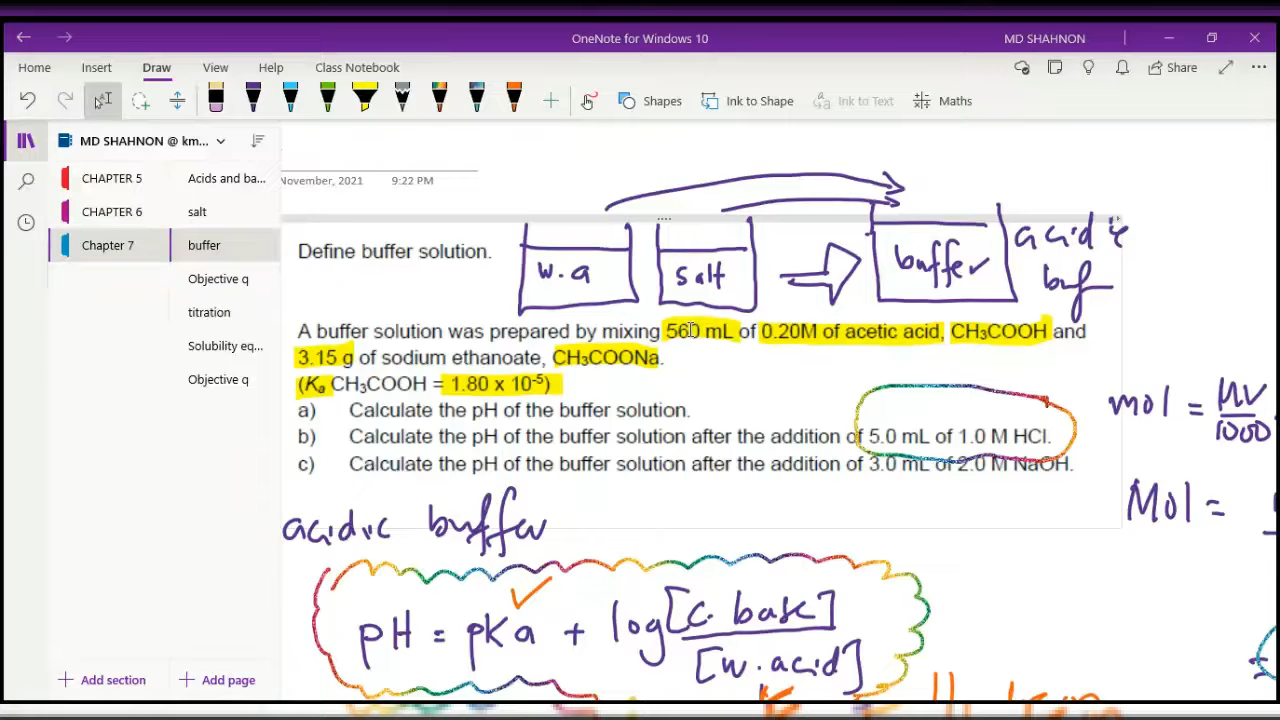 OneNote for Windows 10
MD SHAHNON
Home Insert Draw View Help Class Notebook
Share
Shapes Ink to Shape Ink to Text Maths
MD SHAHNON @ km...
CHAPTER 5
CHAPTER 6
Chapter 7
Acids and ba...
salt
buffer
Objective q
titration
Solubility eq...
Objective q
Add section
Add page
November, 2021 9:22 PM
Define buffer solution.
w.a salt buffer acidic
buf
A buffer solution was prepared by mixing 560 mL of 0.20M of acetic acid, CH₃COOH and
3.15 g of sodium ethanoate, CH₃COONa.
(Kₐ CH₃COOH = 1.80 x 10⁻⁵)
a) Calculate the pH of the buffer solution.
b) Calculate the pH of the buffer solution after the addition of 5.0 mL of 1.0 M HCl.
c) Calculate the pH of the buffer solution after the addition of 3.0 mL of 2.0 M NaOH.
mol = MV
1000
Mol =
acidic buffer
pH = pKa + log [c. base]
[w.acid]